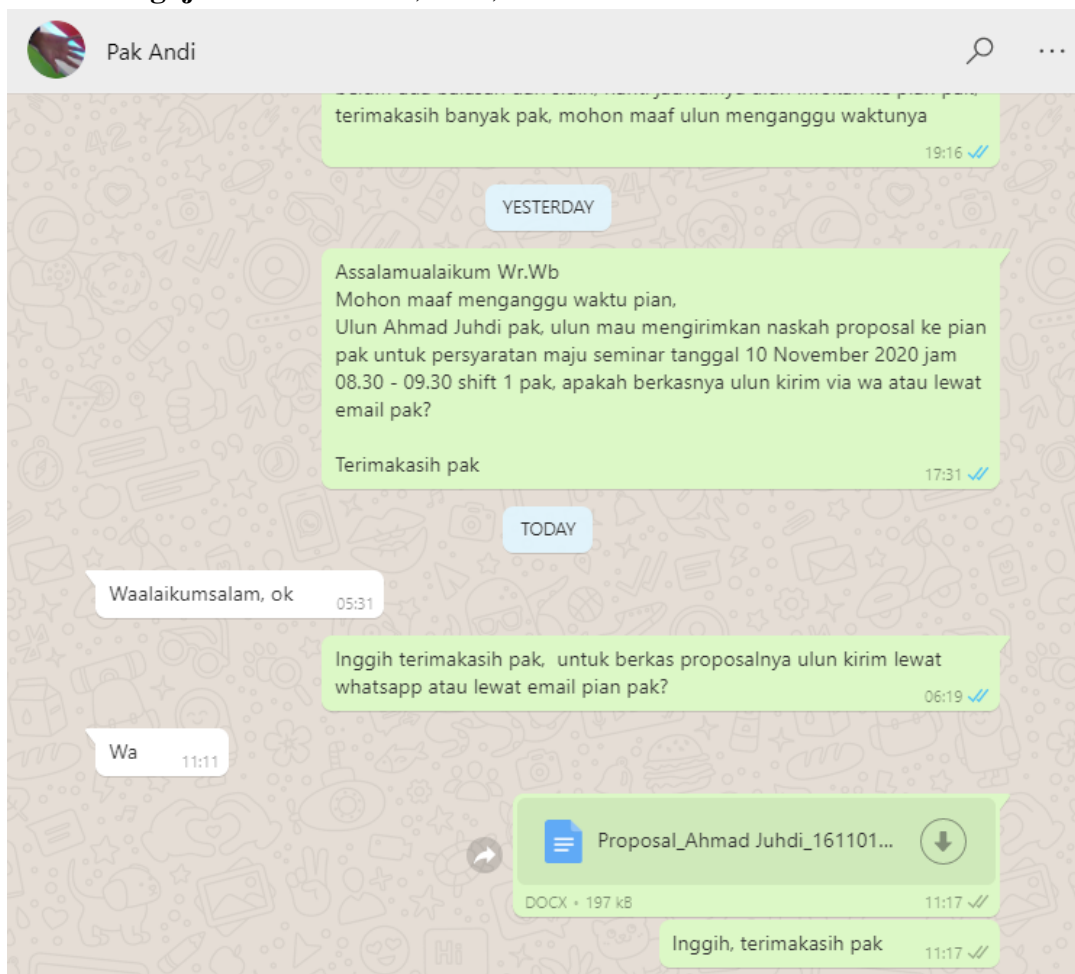 Pak Andi
terimakasih banyak pak, mohon maaf ulun menganggu waktunya
19:16
YESTERDAY
Assalamualaikum Wr.Wb
Mohon maaf menganggu waktu pian,
Ulun Ahmad Juhdi pak, ulun mau mengirimkan naskah proposal ke pian
pak untuk persyaratan maju seminar tanggal 10 November 2020 jam
08.30 - 09.30 shift 1 pak, apakah berkasnya ulun kirim via wa atau lewat
email pak?
Terimakasih pak
17:31
TODAY
Waalaikumsalam, ok
05:31
Inggih terimakasih pak, untuk berkas proposalnya ulun kirim lewat
whatsapp atau lewat email pian pak?
06:19
Wa
11:11
Proposal_Ahmad Juhdi_161101...
DOCX • 197 kB
11:17
Inggih, terimakasih pak
11:17